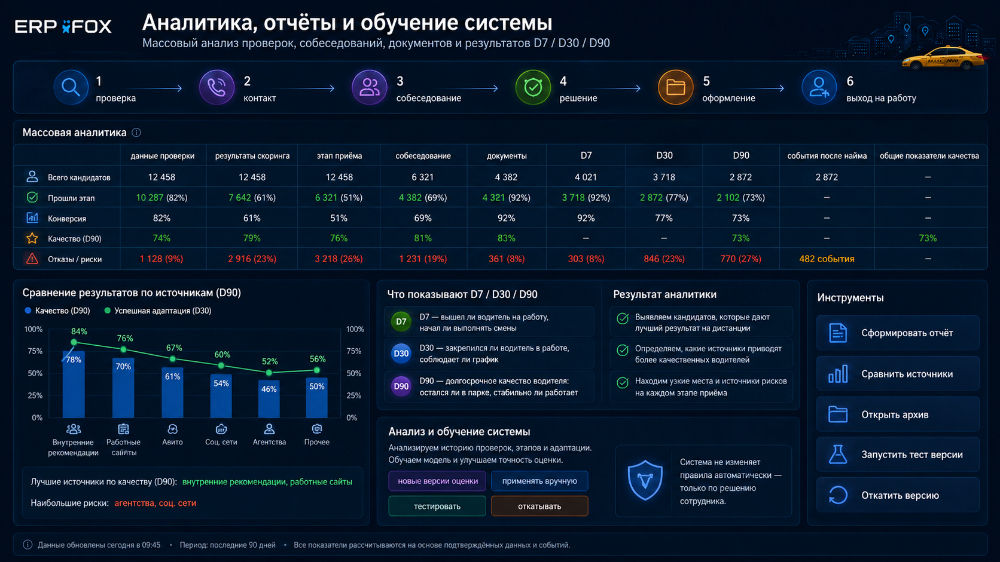 ERP FOX
Аналитика, отчёты и обучение системы
Массовый анализ проверок, собеседований, документов и результатов D7 / D30 / D90
1
проверка
2
контакт
3
собеседование
4
решение
5
оформление
6
выход на работу
Массовая аналитика
данные проверки результаты скоринга этап приёма собеседование документы D7 D30 D90 события после найма общие показатели качества
Всего кандидатов 12 458 12 458 12 458 6 321 4 382 4 021 3 718 2 872 2 872 —
Прошли этап 10 287 (82%) 7 642 (61%) 6 321 (51%) 4 382 (69%) 4 321 (92%) 3 718 (92%) 2 872 (77%) 2 102 (73%) — —
Конверсия 82% 61% 51% 69% 92% 92% 77% 73% — —
Качество (D90) 74% 79% 76% 81% 83% — — 73% — 73%
Отказы / риски 1 128 (9%) 2 916 (23%) 3 218 (26%) 1 231 (19%) 361 (8%) 303 (8%) 846 (23%) 770 (27%) 482 события —
Сравнение результатов по источникам (D90)
Качество (D90) Успешная адаптация (D30)
100% 75% 50% 25% 0%
84% 76% 67% 60% 52% 56%
78% 70% 61% 54% 46% 50%
100% 75% 50% 25% 0%
Внутренние
рекомендации
Работные
сайты
Авито
Соц. сети
Агентства
Прочее
Лучшие источники по качеству (D90): внутренние рекомендации, работные сайты
Наибольшие риски: агентства, соц. сети
Что показывают D7 / D30 / D90
D7
D7 — вышел ли водитель на работу,
начал ли выполнять смены
D30
D30 — закрепился ли водитель в работе,
соблюдает ли график
D90
D90 — долгосрочное качество водителя:
остался ли в парке, стабильно ли работает
Результат аналитики
Выявляем кандидатов, которые дают
лучший результат на дистанции
Определяем, какие источники приводят
более качественных водителей
Находим узкие места и источники рисков
на каждом этапе приёма
Анализ и обучение системы
Анализируем историю проверок, этапов и адаптации.
Обучаем модель и улучшаем точность оценки.
новые версии оценки
применять вручную
тестировать
откатывать
Система не изменяет
правила автоматически —
только по решению
сотрудника.
Инструменты
Сформировать отчёт
Сравнить источники
Открыть архив
Запустить тест версии
Откатить версию
Данные обновлены сегодня в 09:45 • Период: последние 90 дней • Все показатели рассчитываются на основе подтверждённых данных и событий.